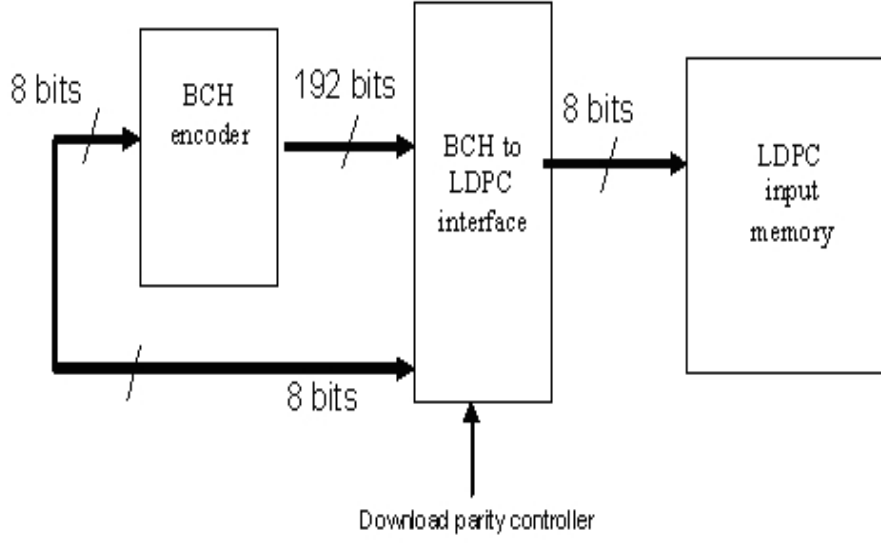 8 bits
BCH
encoder
192 bits
BCH to
LDPC
interface
8 bits
LDPC
input
memory
8 bits
Download parity controller